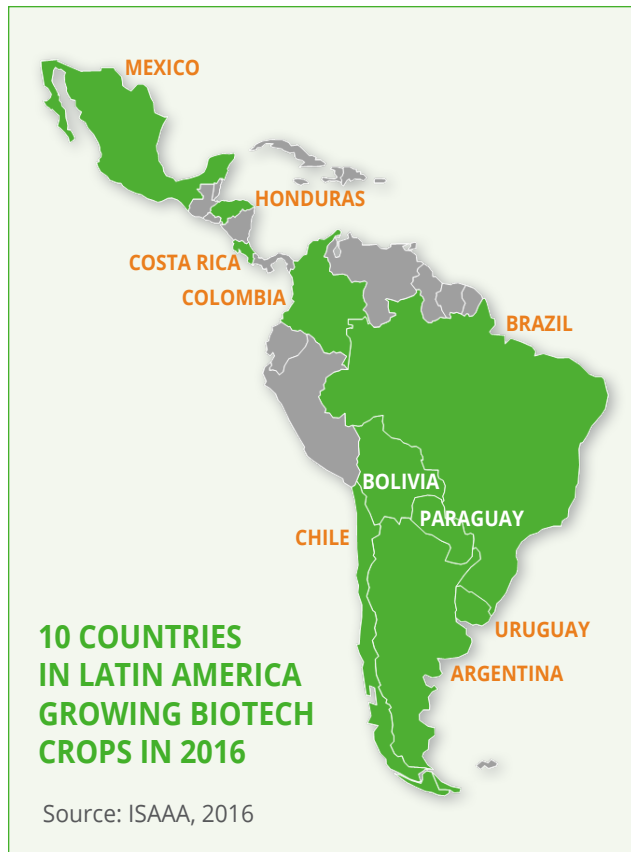 MEXICO
HONDURAS
COSTA RICA
COLOMBIA
BRAZIL
BOLIVIA
PARAGUAY
CHILE
URUGUAY
ARGENTINA
10 COUNTRIES
IN LATIN AMERICA
GROWING BIOTECH
CROPS IN 2016
Source: ISAAA, 2016